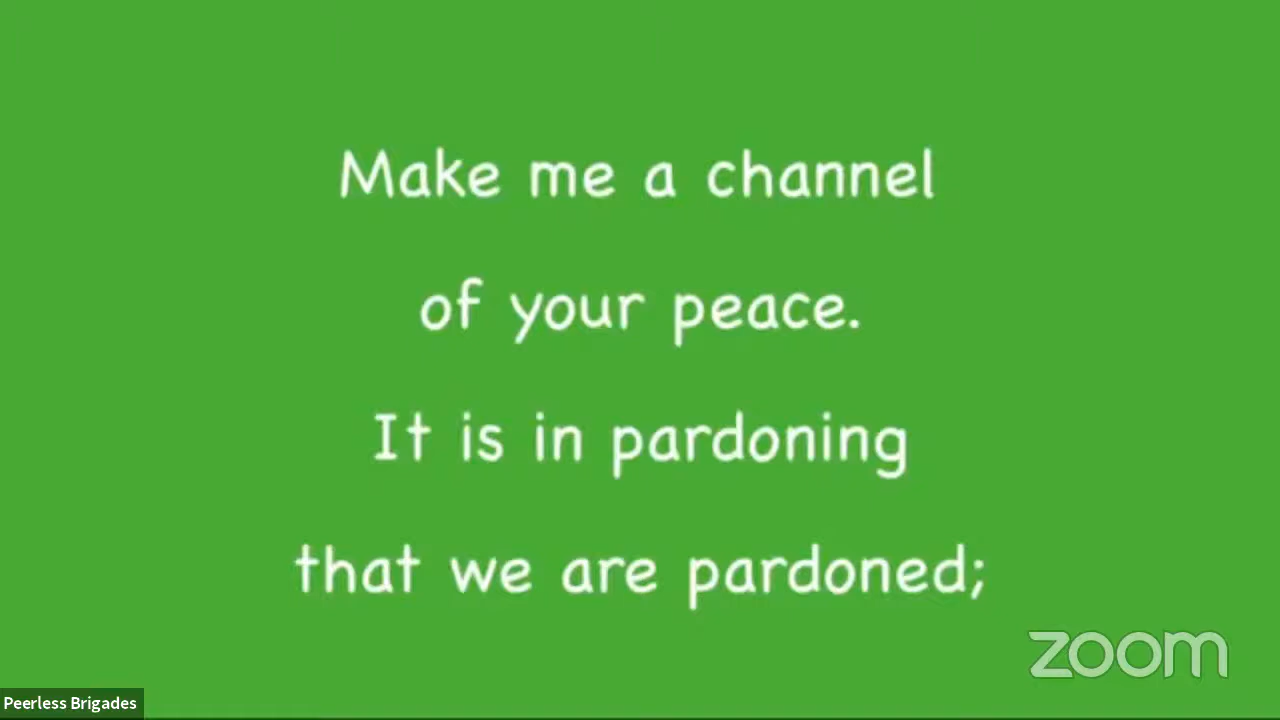 Make me a channel
of your peace.
It is in pardoning
that we are pardoned;
zoom
Peerless Brigades